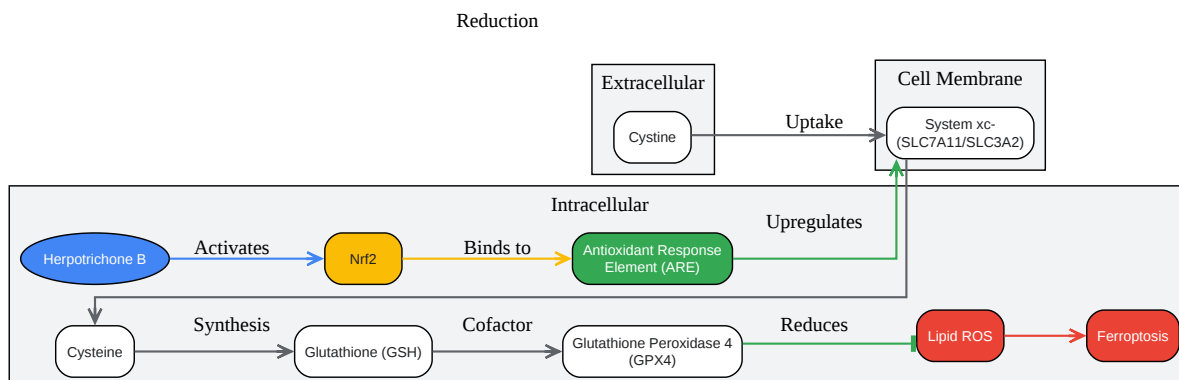 Reduction
Extracellular
Cell Membrane
Cystine
Uptake
System xc-
(SLC7A11/SLC3A2)
Intracellular
Upregulates
Herpotrichone B
Activates
Nrf2
Binds to
Antioxidant Response
Element (ARE)
Cysteine
Synthesis
Glutathione (GSH)
Cofactor
Glutathione Peroxidase 4
(GPX4)
Reduces
Lipid ROS
Ferroptosis